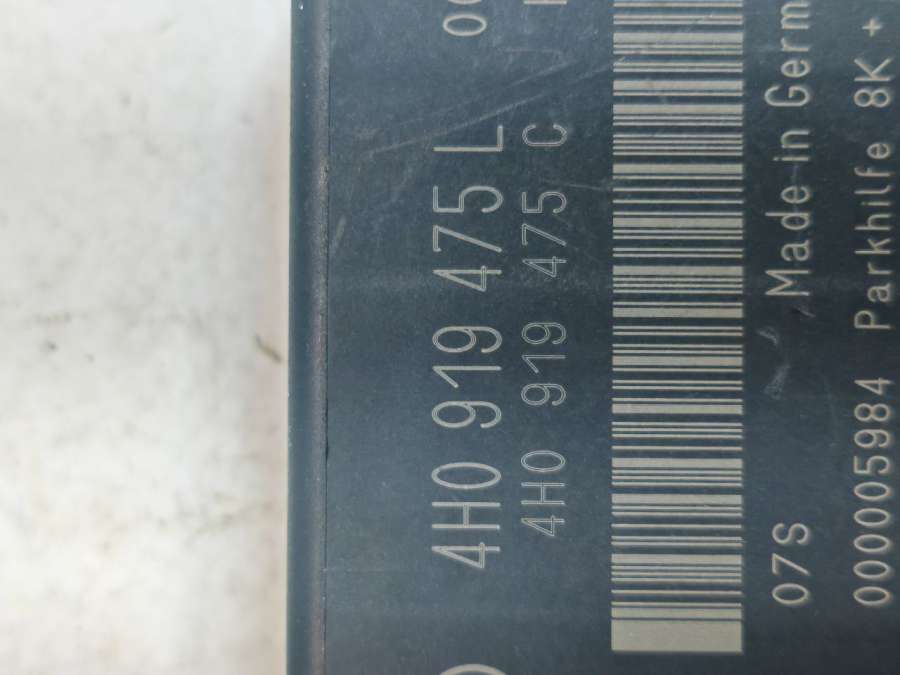 4H0 919 475 L
4H0 919 475 C
07S Made in Germ
000005984 Parkhilfe 8K +